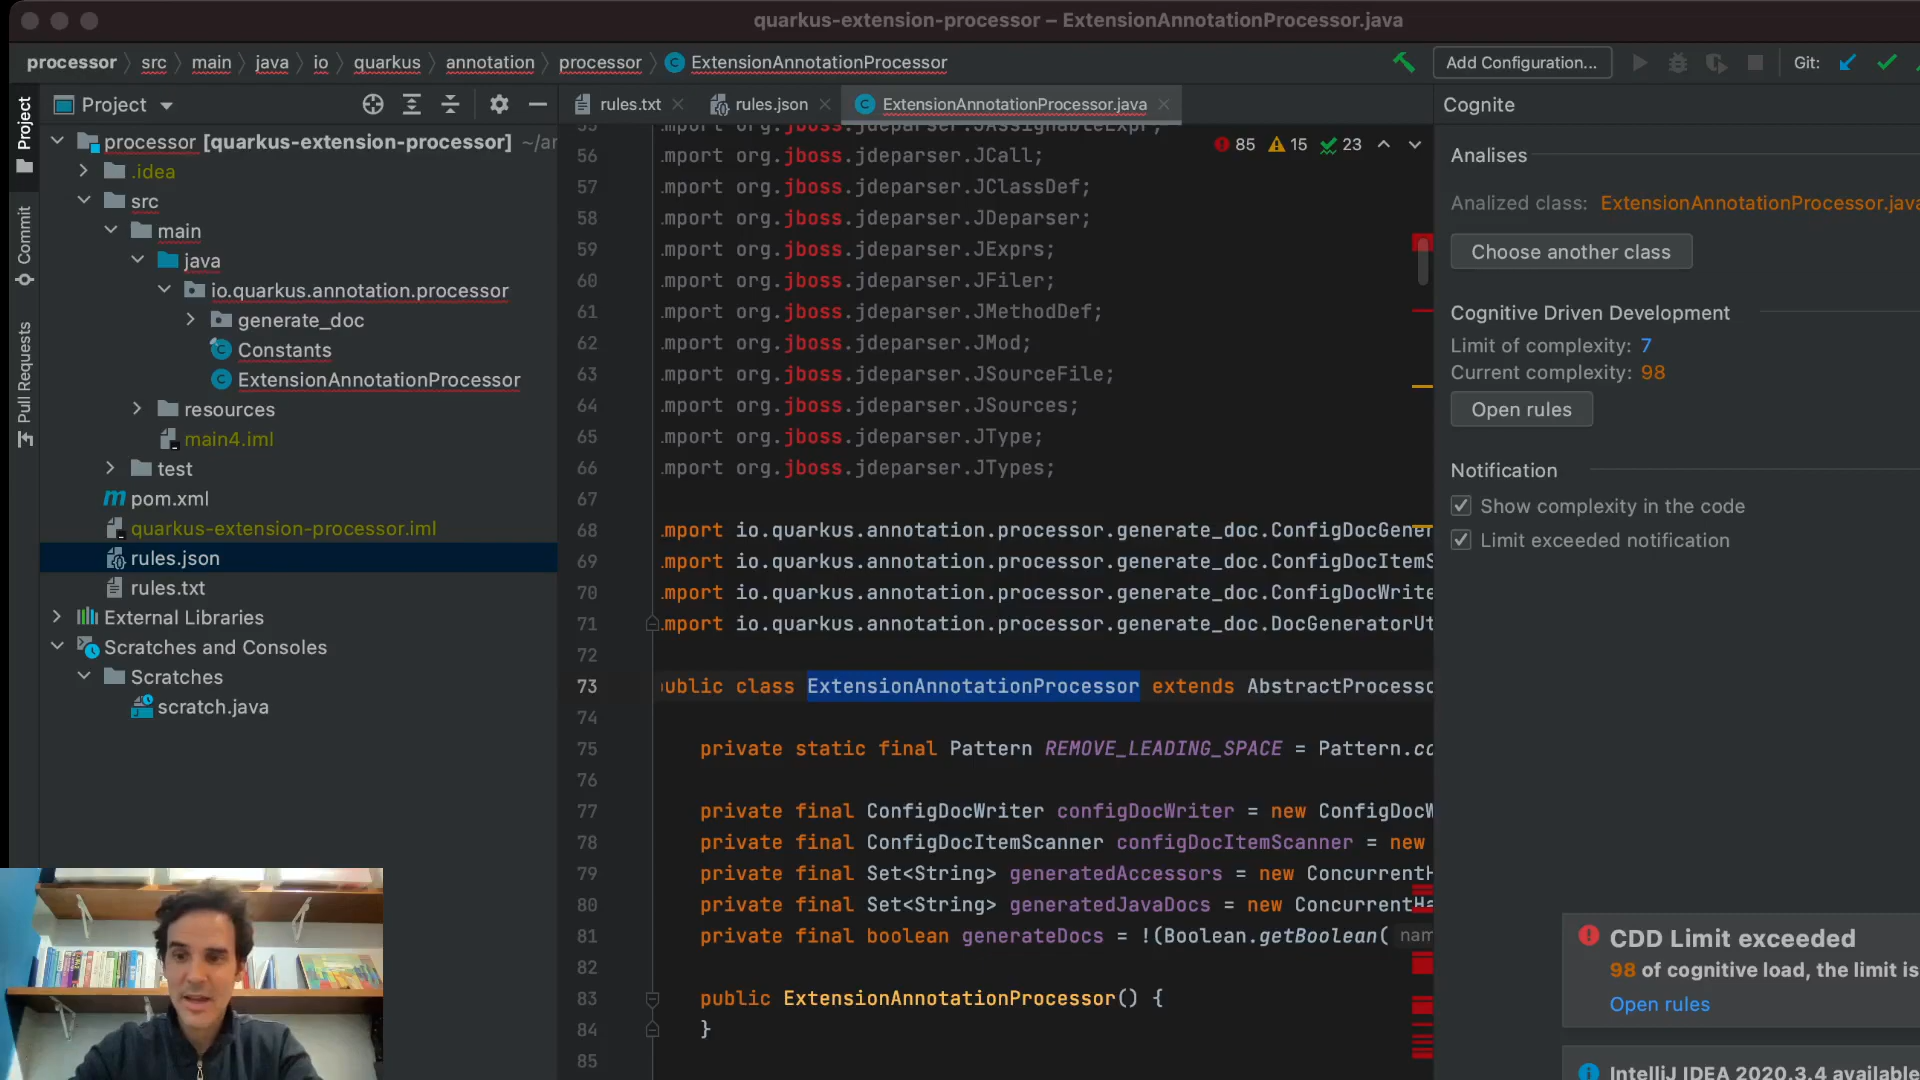 quarkus-extension-processor – ExtensionAnnotationProcessor.java
processor src main java io quarkus annotation processor ExtensionAnnotationProcessor
Add Configuration...
Git:
Project
Commit
Pull Requests
Project
processor [quarkus-extension-processor] ~/ar
.idea
src
main
java
io.quarkus.annotation.processor
generate_doc
Constants
ExtensionAnnotationProcessor
resources
main4.iml
test
pom.xml
quarkus-extension-processor.iml
rules.json
rules.txt
External Libraries
Scratches and Consoles
Scratches
scratch.java
rules.txt rules.json ExtensionAnnotationProcessor.java
85 15 23
55 mport org.jboss.jdeparser.JAssignableExpr;
56 mport org.jboss.jdeparser.JCall;
57 mport org.jboss.jdeparser.JClassDef;
58 mport org.jboss.jdeparser.JDeparser;
59 mport org.jboss.jdeparser.JExprs;
60 mport org.jboss.jdeparser.JFiler;
61 mport org.jboss.jdeparser.JMethodDef;
62 mport org.jboss.jdeparser.JMod;
63 mport org.jboss.jdeparser.JSourceFile;
64 mport org.jboss.jdeparser.JSources;
65 mport org.jboss.jdeparser.JType;
66 mport org.jboss.jdeparser.JTypes;
67
68 mport io.quarkus.annotation.processor.generate_doc.ConfigDocGener
69 mport io.quarkus.annotation.processor.generate_doc.ConfigDocItemS
70 mport io.quarkus.annotation.processor.generate_doc.ConfigDocWrite
71 mport io.quarkus.annotation.processor.generate_doc.DocGeneratorUt
72
73 ublic class ExtensionAnnotationProcessor extends AbstractProcesso
74
75 private static final Pattern REMOVE_LEADING_SPACE = Pattern.co
76
77 private final ConfigDocWriter configDocWriter = new ConfigDocW
78 private final ConfigDocItemScanner configDocItemScanner = new
79 private final Set<String> generatedAccessors = new ConcurrentH
80 private final Set<String> generatedJavaDocs = new ConcurrentHa
81 private final boolean generateDocs = !(Boolean.getBoolean( nam
82
83 public ExtensionAnnotationProcessor() {
84 }
85
Cognite
Analises
Analized class: ExtensionAnnotationProcessor.java
Choose another class
Cognitive Driven Development
Limit of complexity: 7
Current complexity: 98
Open rules
Notification
Show complexity in the code
Limit exceeded notification
CDD Limit exceeded
98 of cognitive load, the limit is
Open rules
IntelliJ IDEA 2020.3.4 available